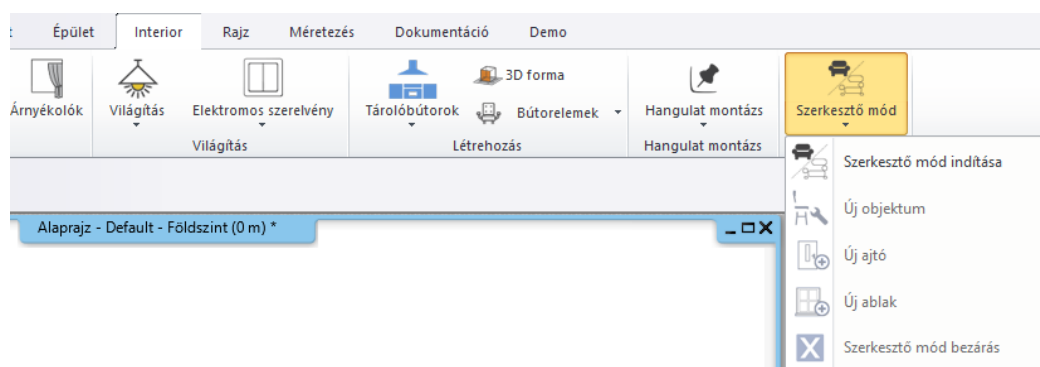 t Épület Interior Rajz Méretezés Dokumentáció Demo
3D forma
Árnyékolók Világítás Elektromos szerelvény Tárolóbútorok Bútorelemek Hangulat montázs Szerkesztő mód
Világítás Létrehozás Hangulat montázs
Szerkesztő mód indítása
Új objektum
Alaprajz - Default - Földszint (0 m) *
Új ajtó
Új ablak
Szerkesztő mód bezárás